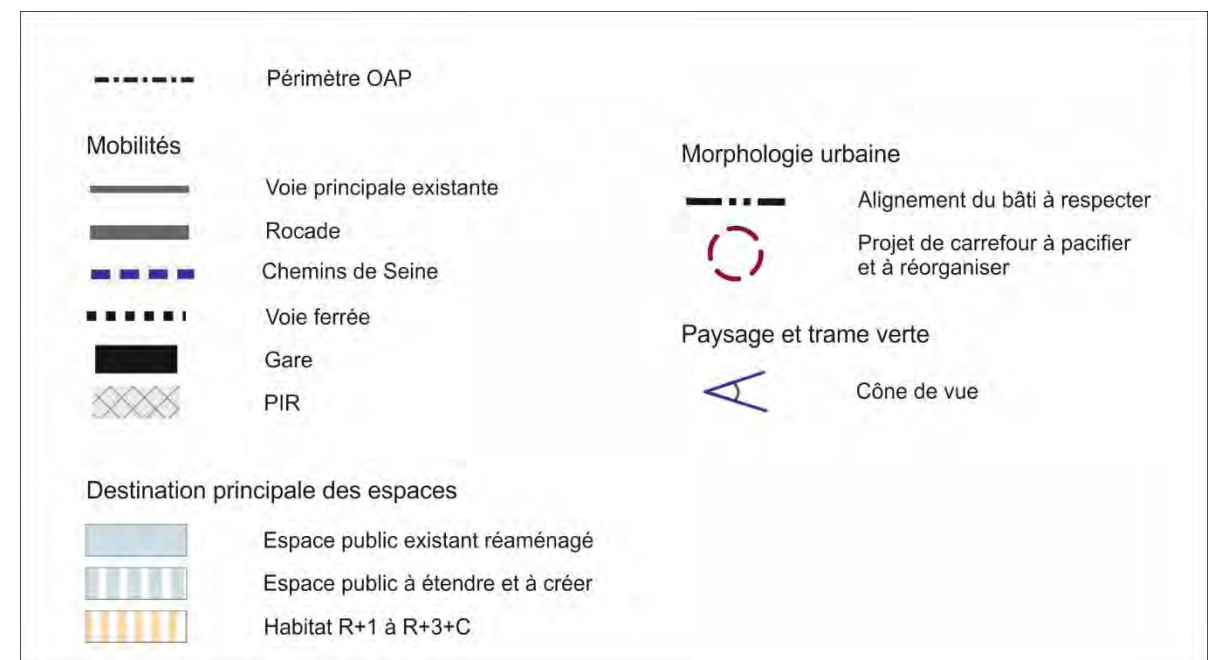 Périmètre OAP
Mobilités
Voie principale existante
Rocade
Chemins de Seine
Voie ferrée
Gare
PIR
Morphologie urbaine
Alignement du bâti à respecter
Projet de carrefour à pacifier
et à réorganiser
Paysage et trame verte
Cône de vue
Destination principale des espaces
Espace public existant réaménagé
Espace public à étendre et à créer
Habitat R+1 à R+3+C